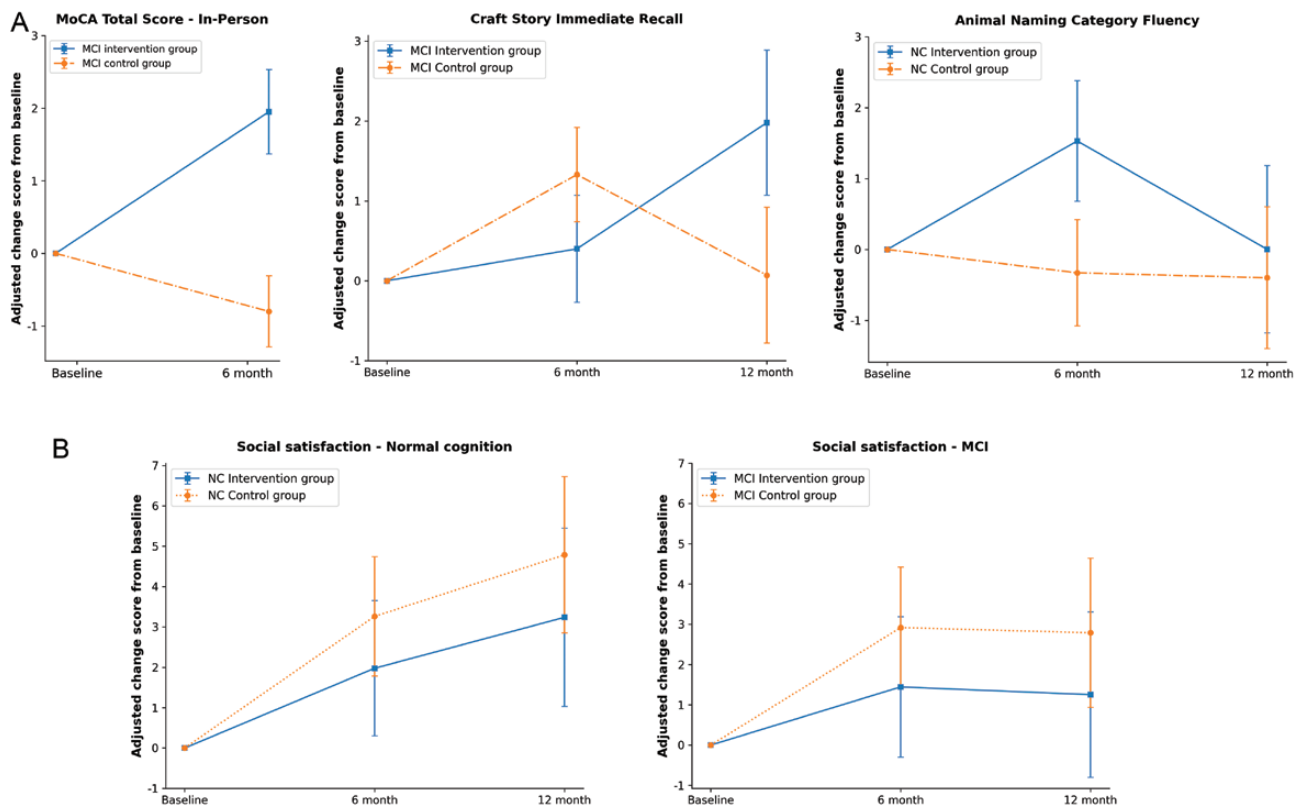 A
MoCA Total Score - In-Person
MCI intervention group
MCI control group
Adjusted change score from baseline
3
2
1
0
-1
Baseline
6 month
Craft Story Immediate Recall
MCI Intervention group
MCI Control group
Adjusted change score from baseline
3
2
1
0
-1
Baseline
6 month
12 month
Animal Naming Category Fluency
NC Intervention group
NC Control group
Adjusted change score from baseline
3
2
1
0
-1
Baseline
6 month
12 month
B
Social satisfaction - Normal cognition
NC Intervention group
NC Control group
Adjusted change score from baseline
7
6
5
4
3
2
1
0
-1
Baseline
6 month
12 month
Social satisfaction - MCI
MCI Intervention group
MCI Control group
Adjusted change score from baseline
7
6
5
4
3
2
1
0
-1
Baseline
6 month
12 month